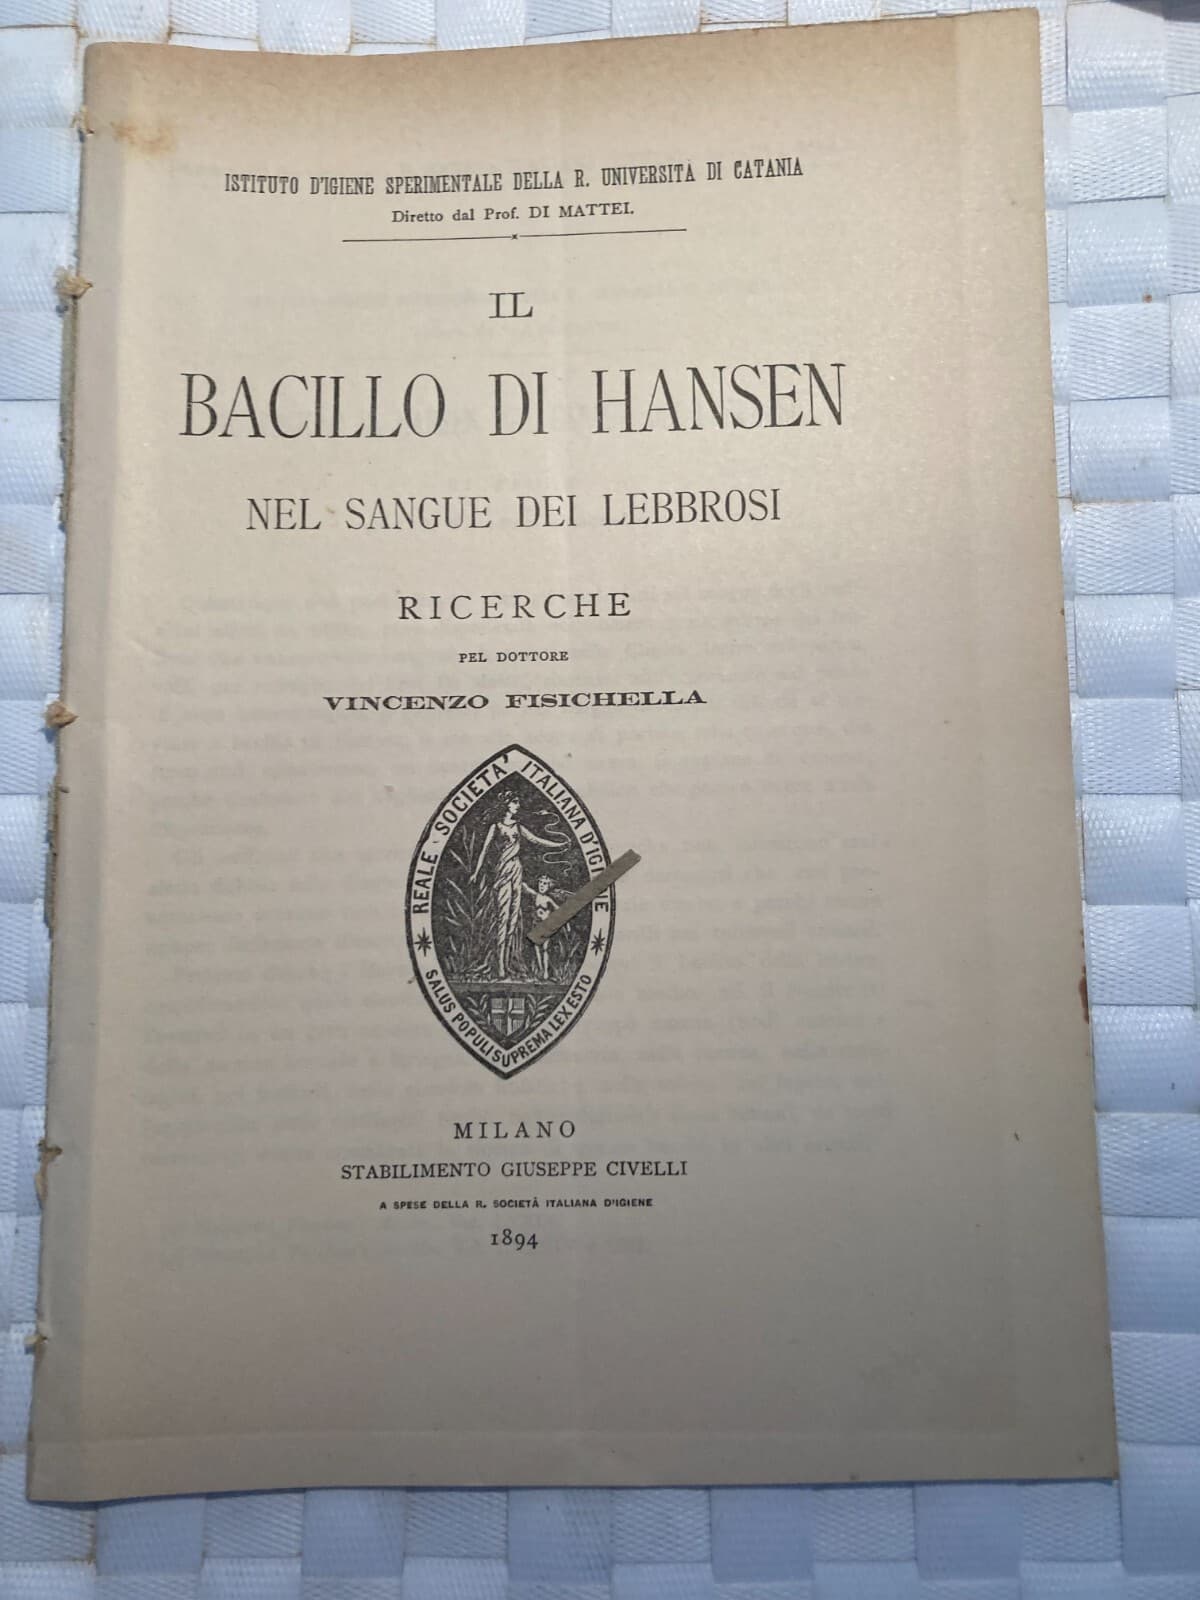 ISTITUTO D'IGIENE SPERIMENTALE DELLA R. UNIVERSITÀ DI CATANIA
Diretto dal Prof. DI MATTEI.
IL
BACILLO DI HANSEN
NEL SANGUE DEI LEBBROSI
RICERCHE
PEL DOTTORE
VINCENZO FISICHELLA
REALE SOCIETA' ITALIANA D'IGIENE
SALUS POPULI SUPREMA LEX ESTO
MILANO
STABILIMENTO GIUSEPPE CIVELLI
A SPESE DELLA R. SOCIETÀ ITALIANA D'IGIENE
1894